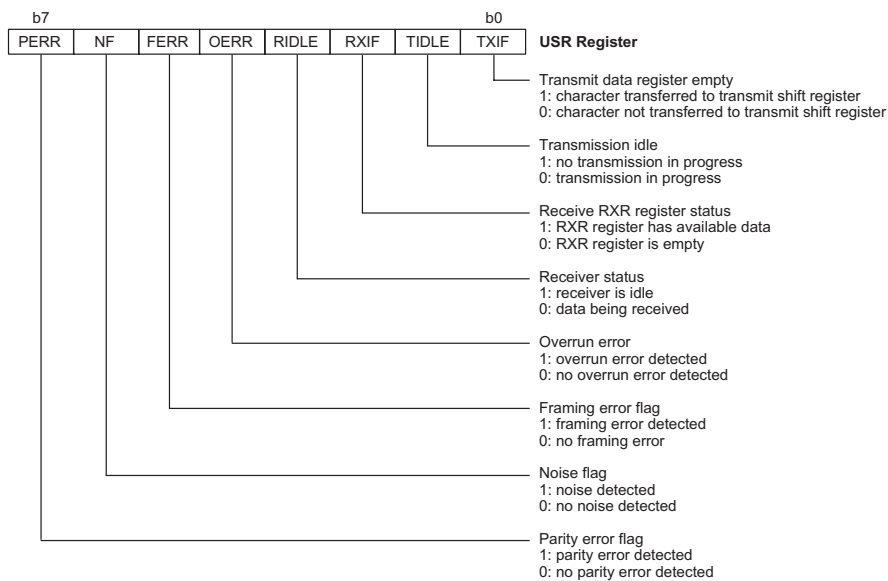 b7 b0
PERR NF FERR OERR RIDLE RXIF TIDLE TXIF USR Register
Transmit data register empty
1: character transferred to transmit shift register
0: character not transferred to transmit shift register
Transmission idle
1: no transmission in progress
0: transmission in progress
Receive RXR register status
1: RXR register has available data
0: RXR register is empty
Receiver status
1: receiver is idle
0: data being received
Overrun error
1: overrun error detected
0: no overrun error detected
Framing error flag
1: framing error detected
0: no framing error
Noise flag
1: noise detected
0: no noise detected
Parity error flag
1: parity error detected
0: no parity error detected